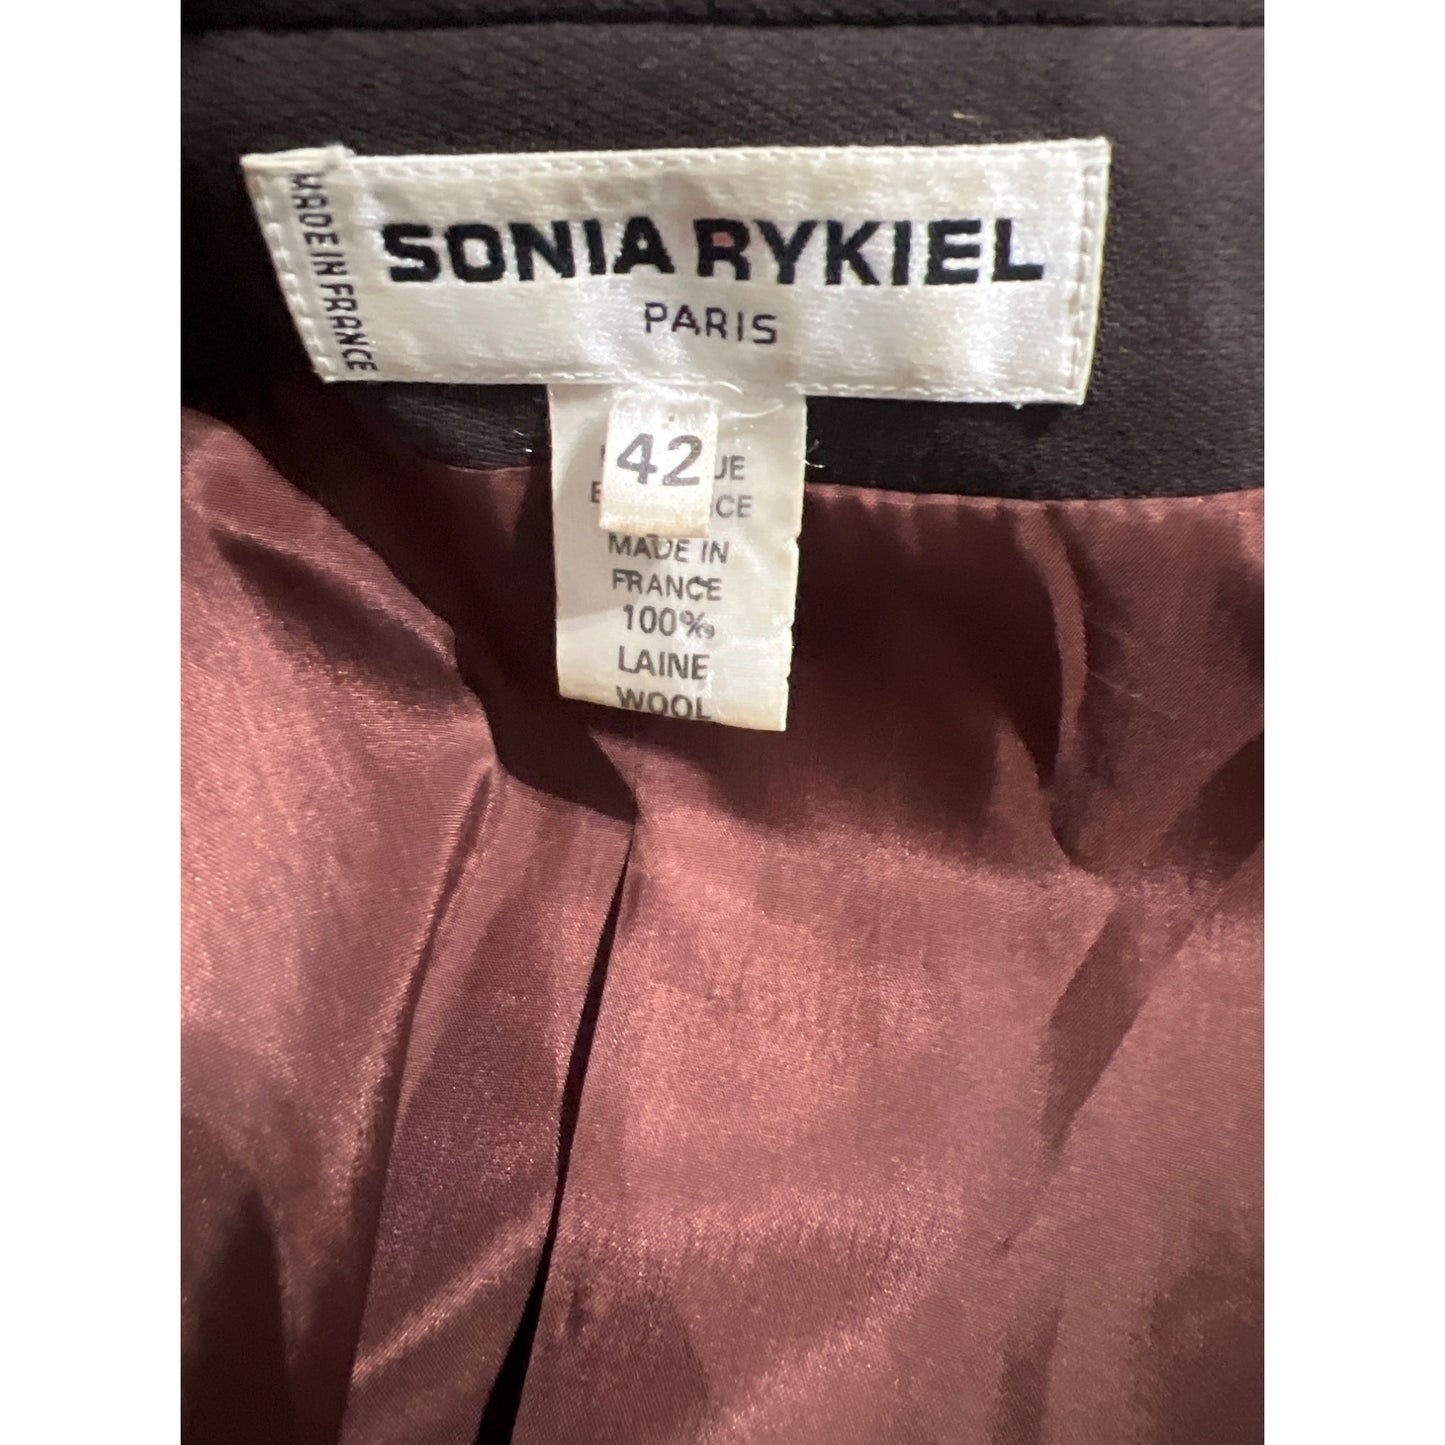 MADE IN FRANCE
SONIA RYKIEL
PARIS
42
MADE IN
FRANCE
100%
LAINE
WOOL